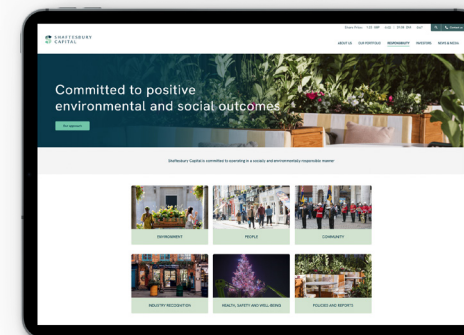 SHAFTESBURY
CAPITAL
ABOUT US OUR PORTFOLIO RESPONSIBILITY INVESTORS NEWS & MEDIA
Committed to positive
environmental and social outcomes
Our approach
Shaftesbury Capital is committed to operating in a socially and environmentally responsible manner
ENVIRONMENT PEOPLE COMMUNITY
INDUSTRY RECOGNITION HEALTH, SAFETY AND WELL-BEING POLICIES AND REPORTS